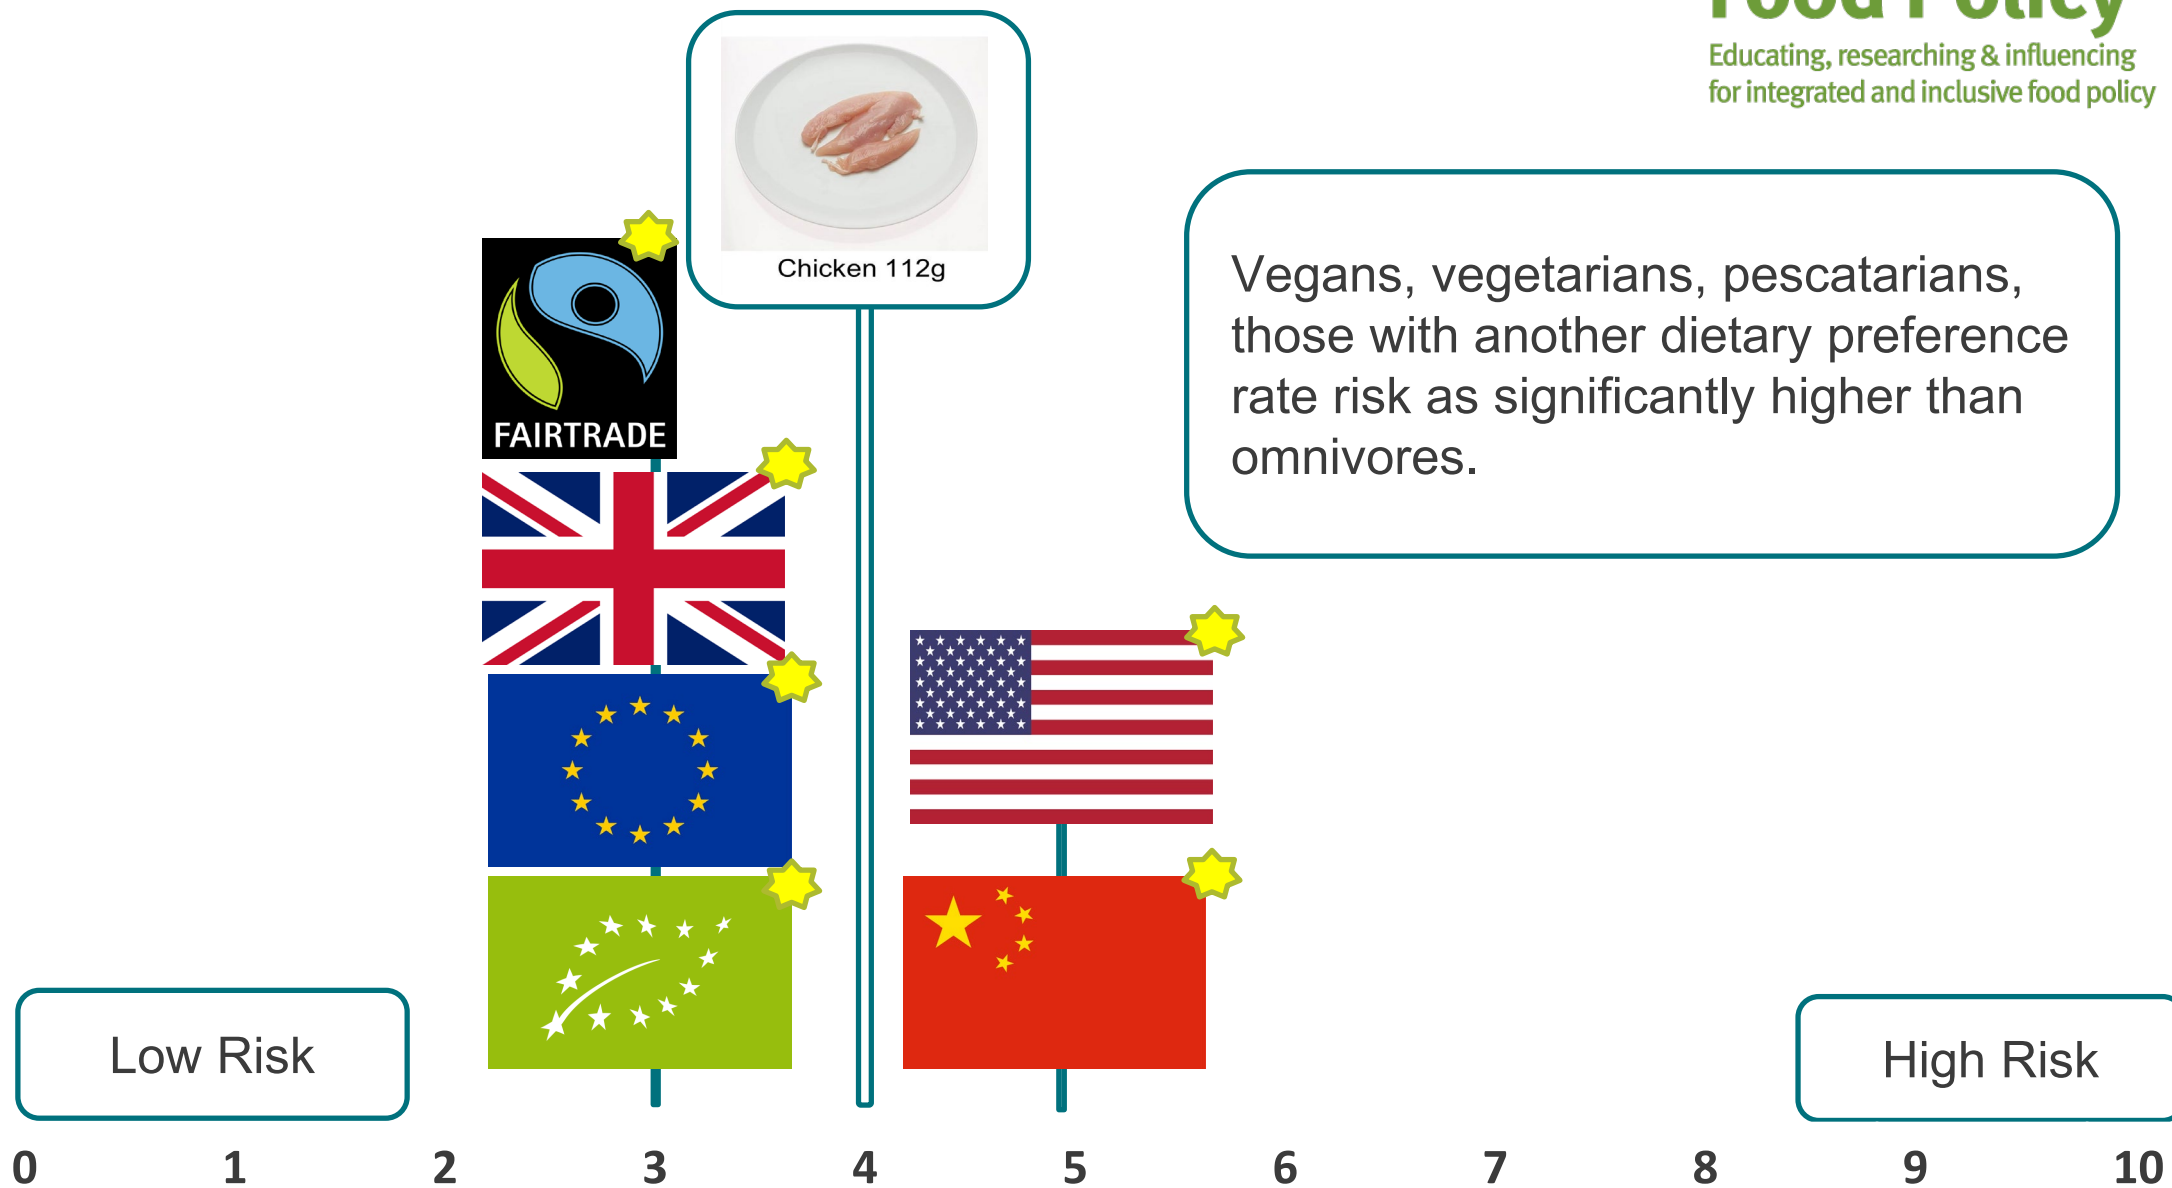 Food Policy
Educating, researching & influencing
for integrated and inclusive food policy
Chicken 112g
FAIRTRADE
Vegans, vegetarians, pescatarians,
those with another dietary preference
rate risk as significantly higher than
omnivores.
Low Risk
High Risk
0 1 2 3 4 5 6 7 8 9 10